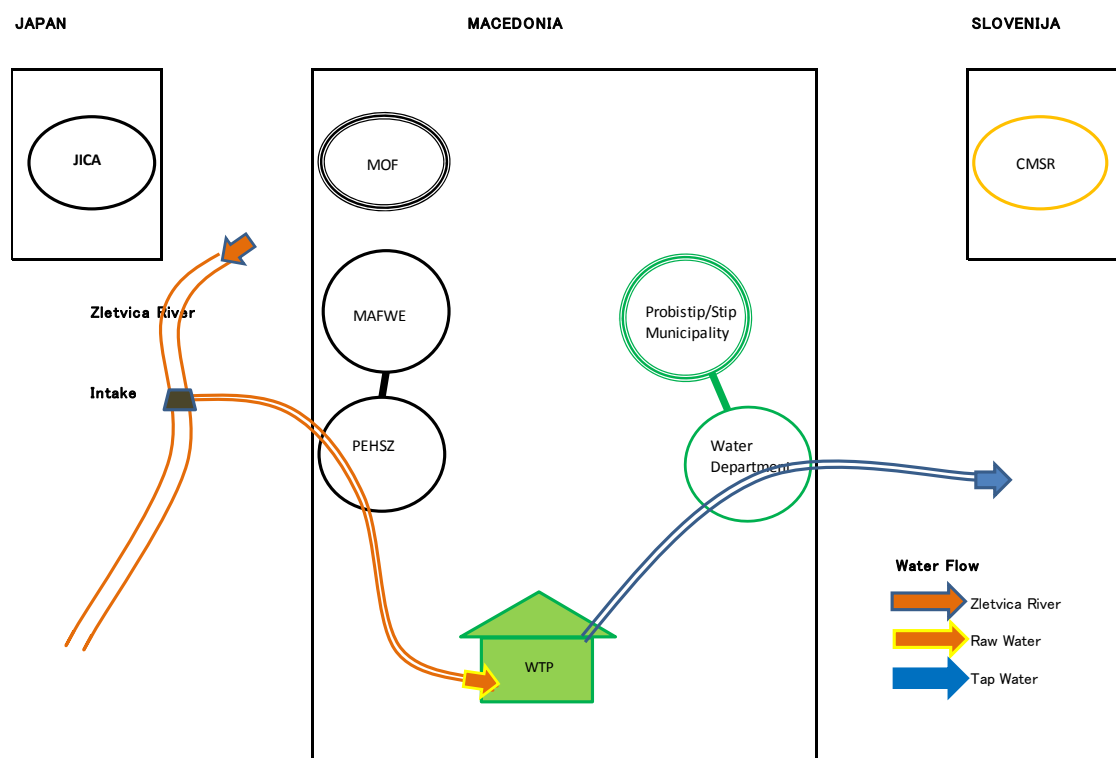 JAPAN
MACEDONIA
SLOVENIJA
JICA
MOF
CMSR
Zletvica River
MAFWE
Probistip/Stip
Municipality
Intake
PEHSZ
Water
Department
Water Flow
Zletvica River
Raw Water
Tap Water
WTP